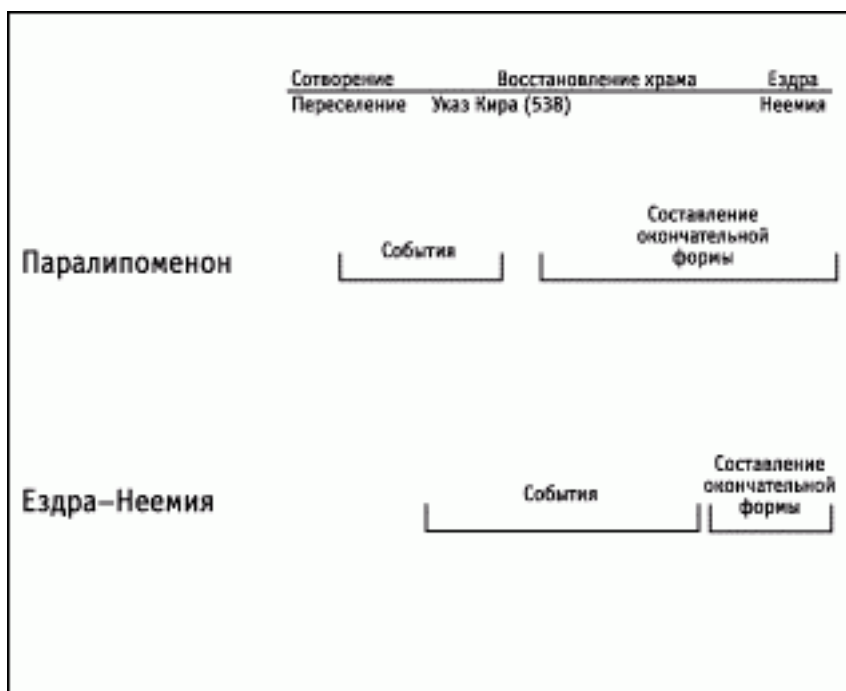 Сотворение Восстановление храма Ездра
Переселение Указ Кира (538) Неемия
Составление
окончательной
формы
События
Паралипоменон
Составление
окончательной
формы
События
Ездра–Неемия